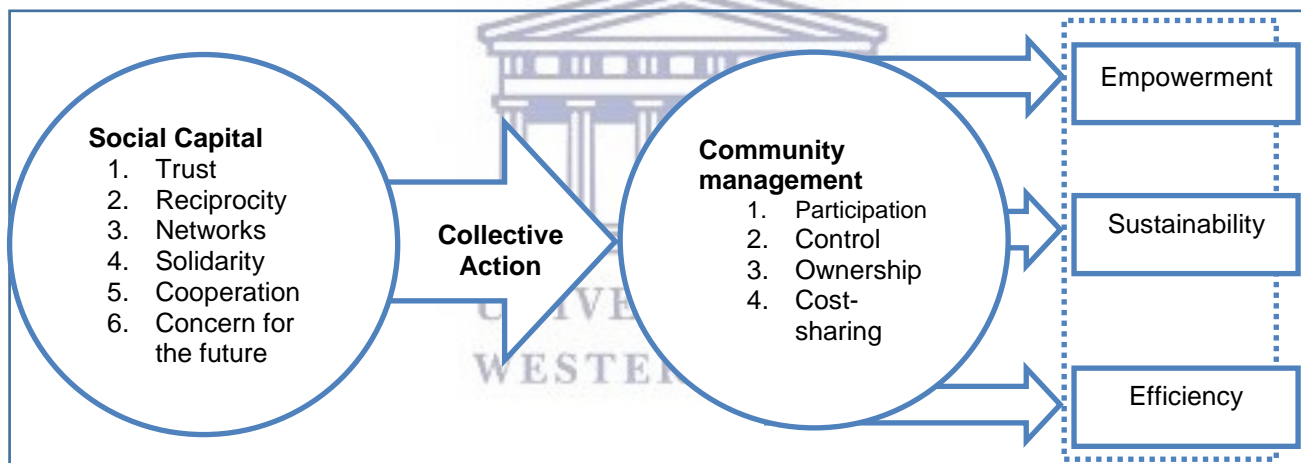 Social Capital
1. Trust
2. Reciprocity
3. Networks
4. Solidarity
5. Cooperation
6. Concern for
the future
Collective
Action
Community
management
1. Participation
2. Control
3. Ownership
4. Cost-
sharing
Empowerment
Sustainability
Efficiency
WESTER